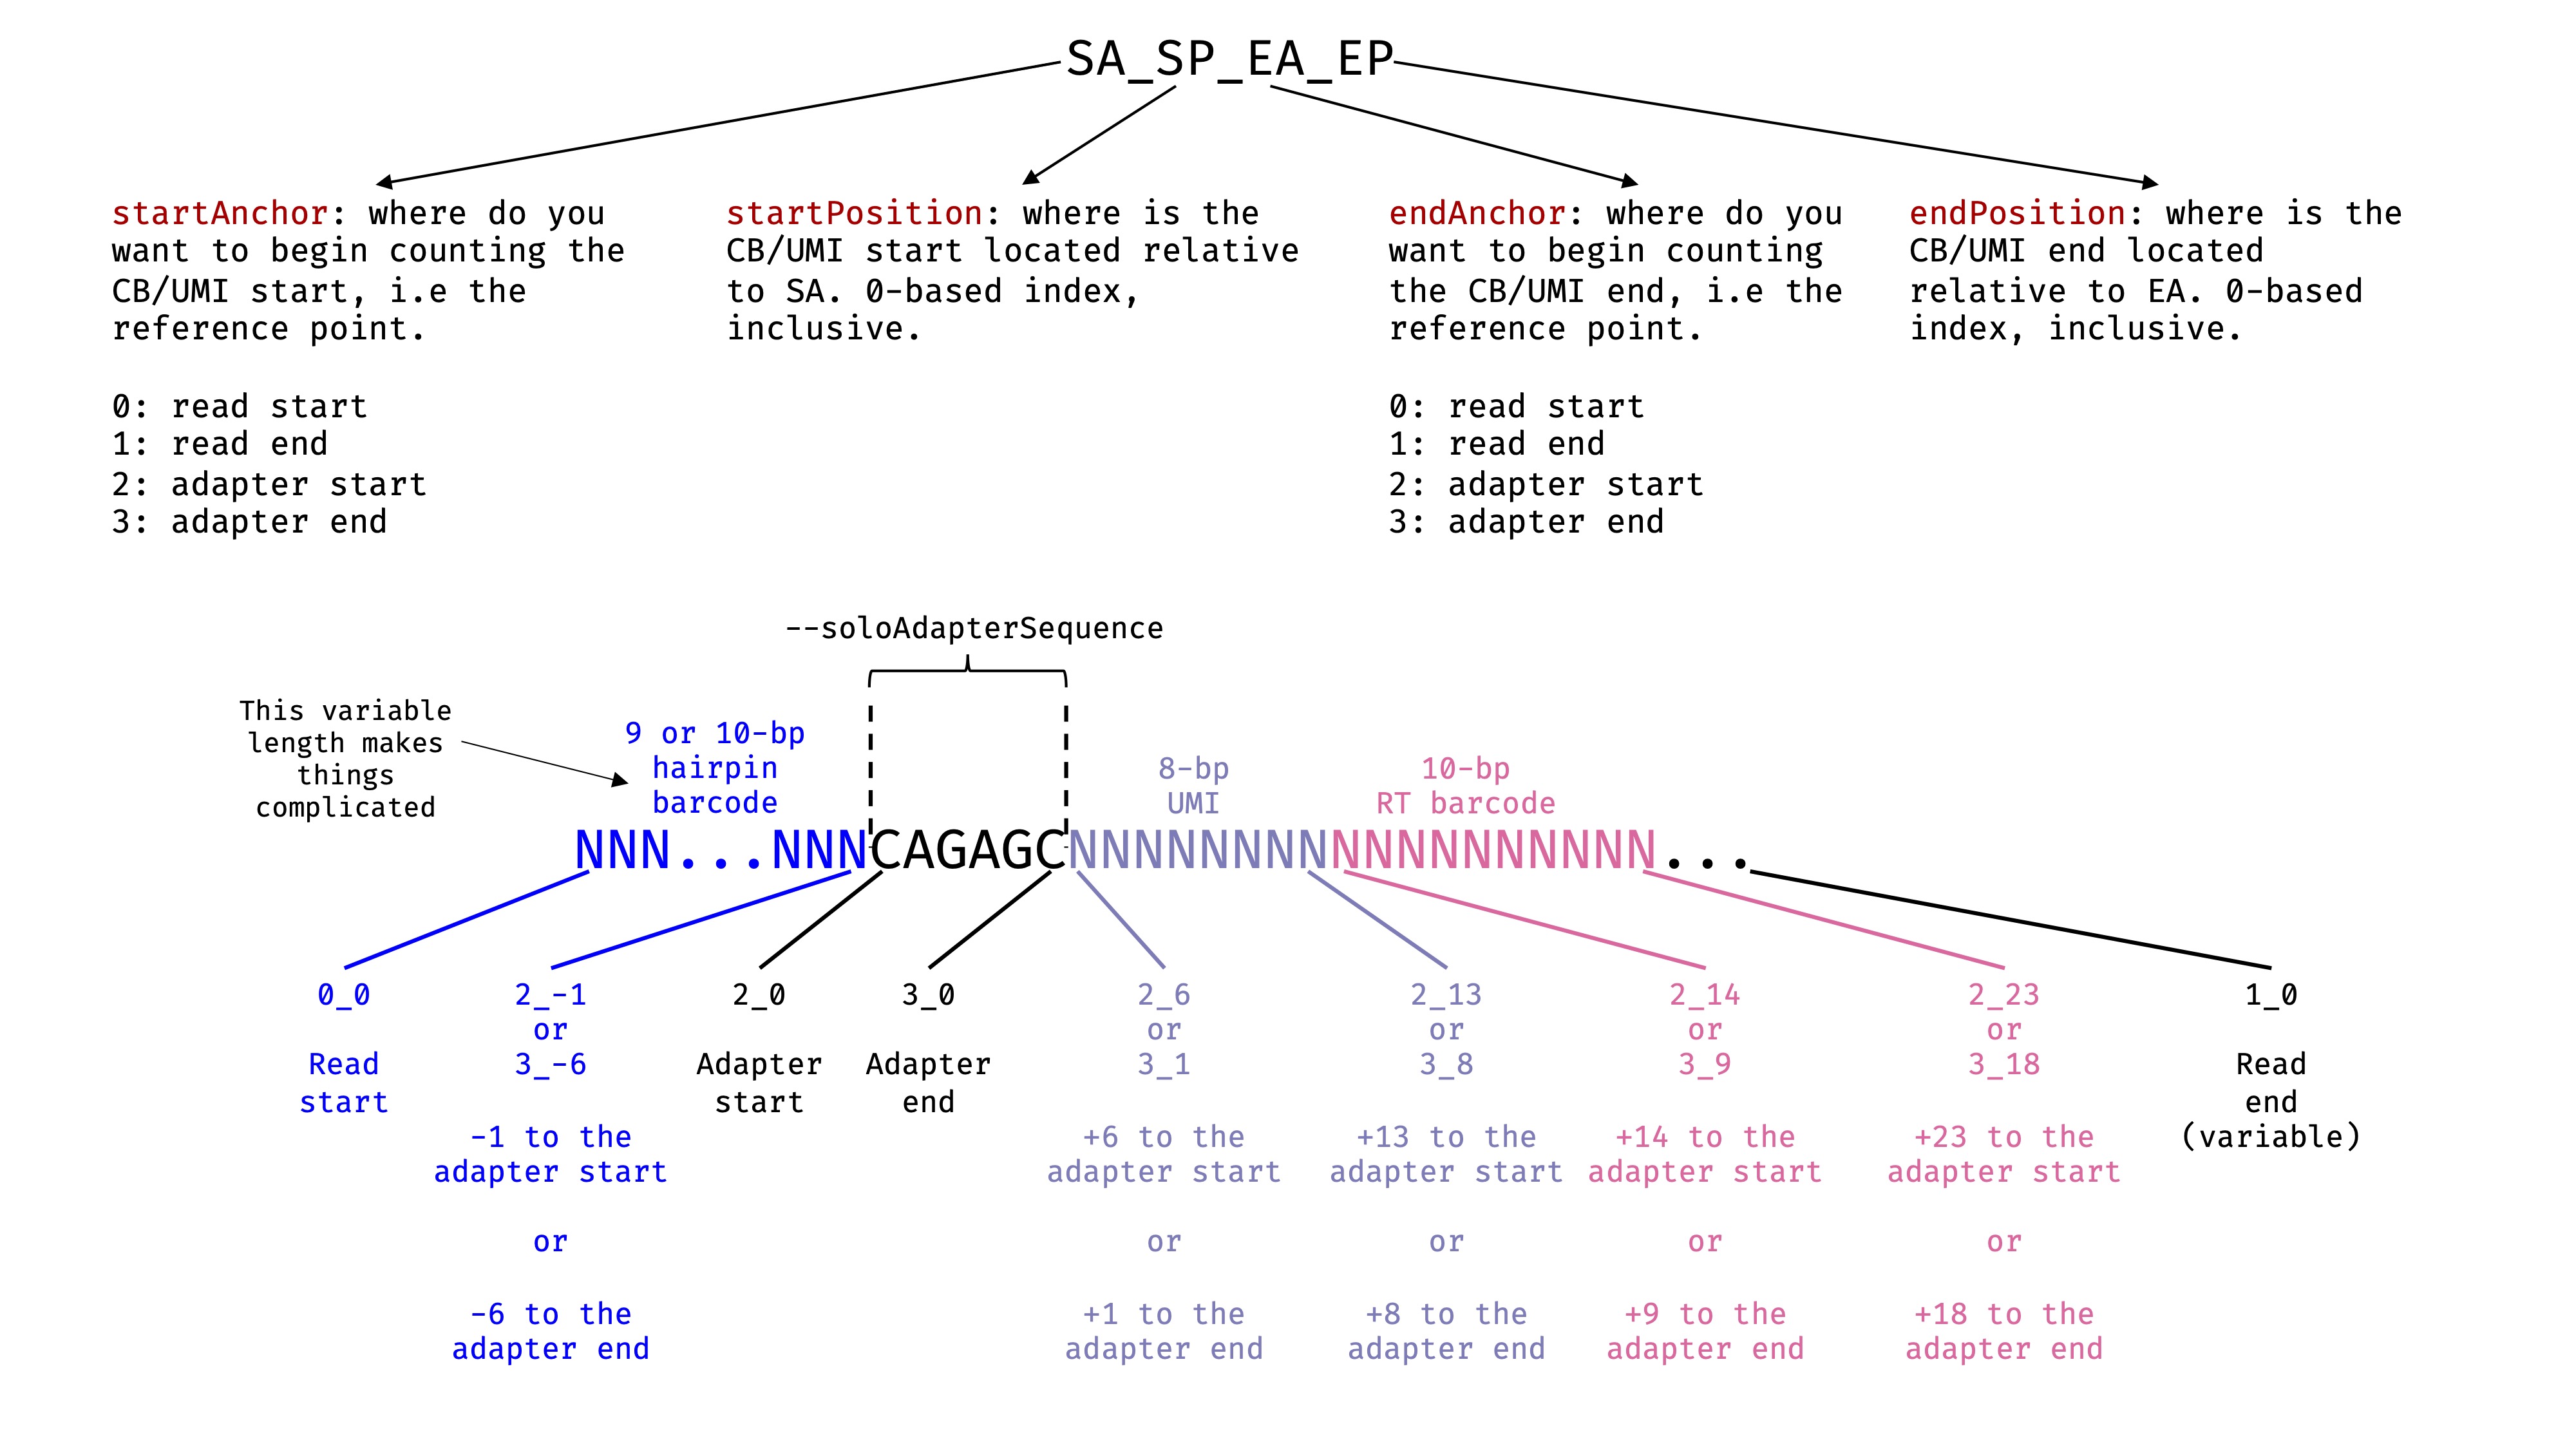 SA_SP_EA_EP
startAnchor: where do you
want to begin counting the
CB/UMI start, i.e the
reference point.
0: read start
1: read end
2: adapter start
3: adapter end
startPosition: where is the
CB/UMI start located relative
to SA. 0-based index,
inclusive.
endAnchor: where do you
want to begin counting
the CB/UMI end, i.e the
reference point.
0: read start
1: read end
2: adapter start
3: adapter end
endPosition: where is the
CB/UMI end located
relative to EA. 0-based
index, inclusive.
--soloAdapterSequence
This variable
length makes
things
complicated
9 or 10-bp
hairpin
barcode
8-bp
UMI
10-bp
RT barcode
NNN...NNNCAGAGCNNNNNNNNNNNNNNNNNN...
0_0
Read
start
2_-1
or
3_-6
-1 to the
adapter start
or
-6 to the
adapter end
2_0
Adapter
start
3_0
Adapter
end
2_6
or
3_1
+6 to the
adapter start
or
+1 to the
adapter end
2_13
or
3_8
+13 to the
adapter start
or
+8 to the
adapter end
2_14
or
3_9
+14 to the
adapter start
or
+9 to the
adapter end
2_23
or
3_18
+23 to the
adapter start
or
+18 to the
adapter end
1_0
Read
end
(variable)